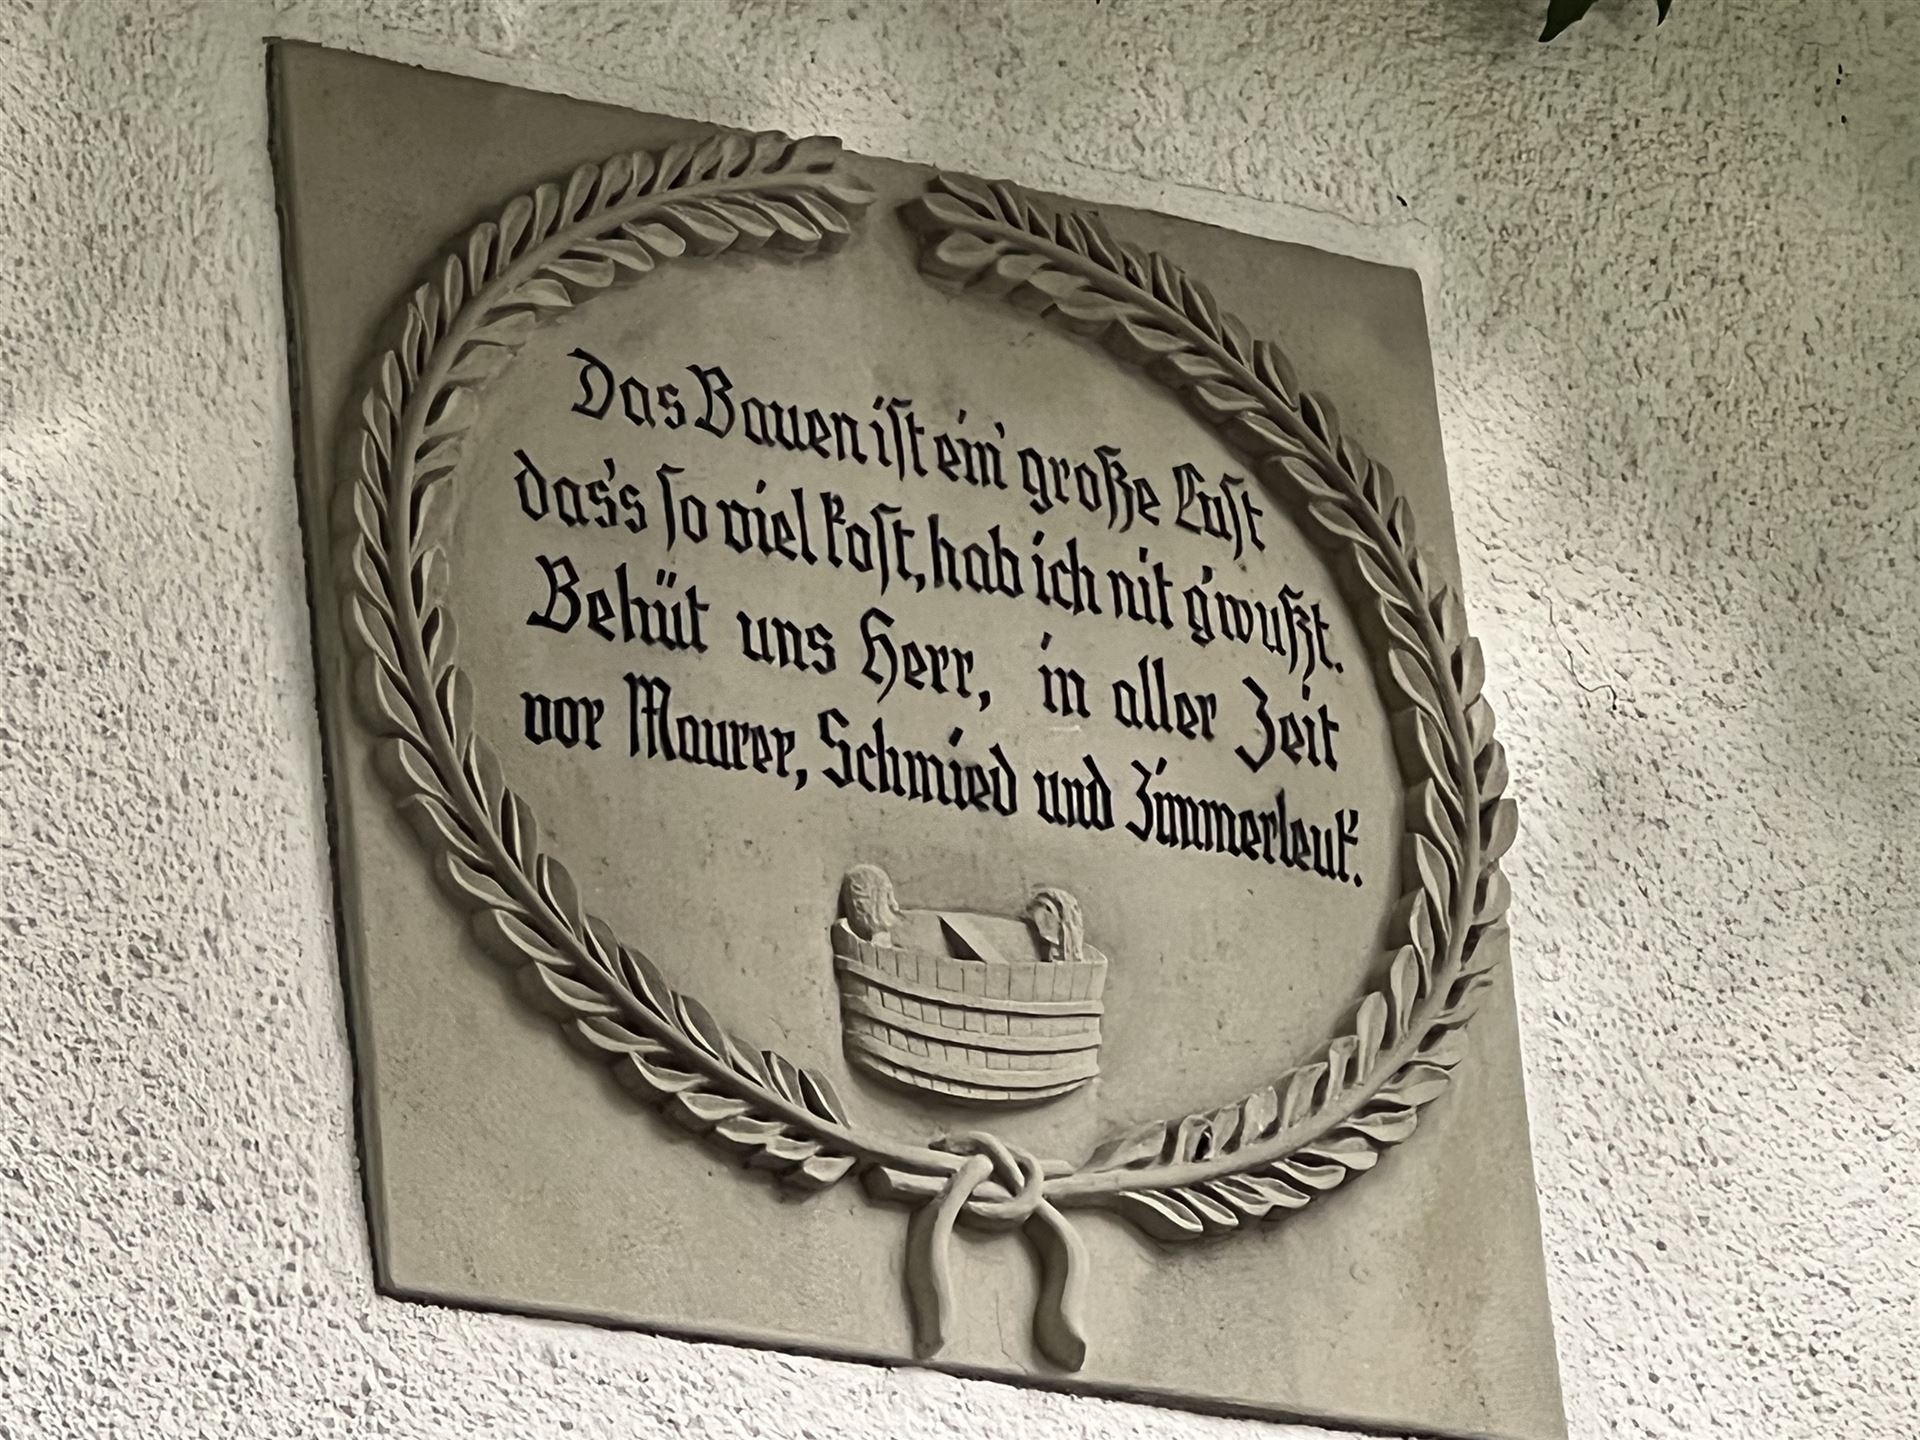 Das Bauen ist ein' große Lust
das's so viel kost, hab ich nit g'wußt.
Behüt uns Herr, in aller Zeit
vor Maurer, Schmied und Zimmerleut'.